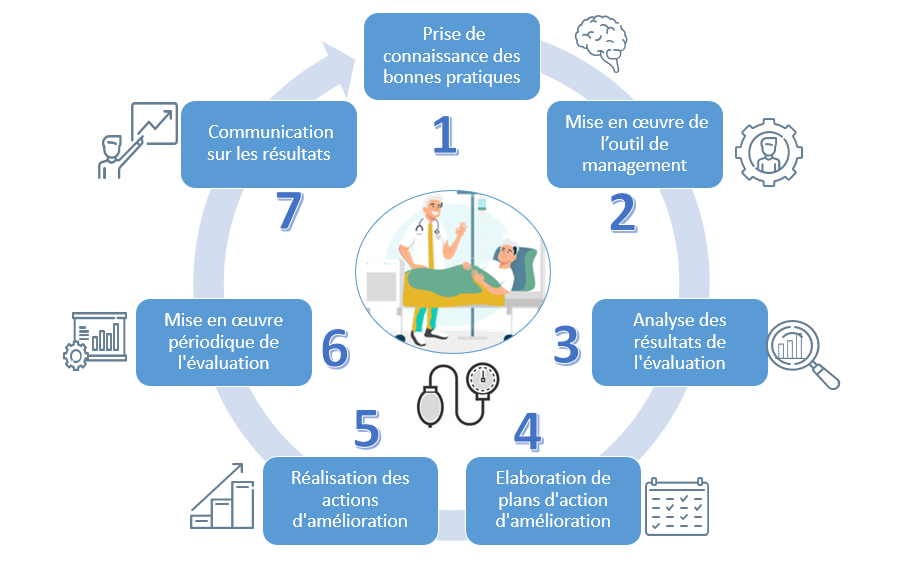 Prise de
connaissance des
bonnes pratiques
1
Mise en œuvre de
l’outil de
management
2
Analyse des
résultats de
l'évaluation
3
Elaboration de
plans d'action
d'amélioration
4
Réalisation des
actions
d'amélioration
5
Mise en œuvre
périodique de
l'évaluation
6
Communication
sur les résultats
7